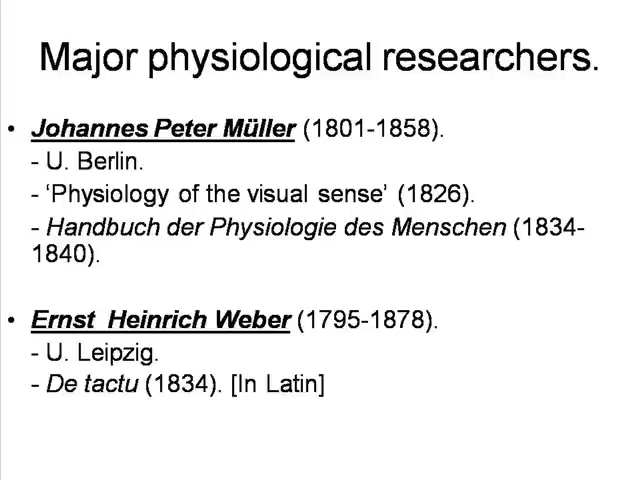 Major physiological researchers.
• Johannes Peter Müller (1801-1858).
- U. Berlin.
- ‘Physiology of the visual sense’ (1826).
- Handbuch der Physiologie des Menschen (1834-
1840).
• Ernst Heinrich Weber (1795-1878).
- U. Leipzig.
- De tactu (1834). [In Latin]